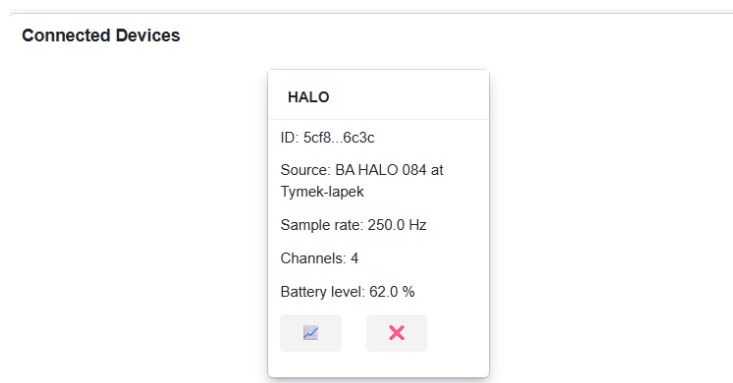 Connected Devices
HALO
ID: 5cf8...6c3c
Source: BA HALO 084 at
Tymek-lapek
Sample rate: 250.0 Hz
Channels: 4
Battery level: 62.0 %